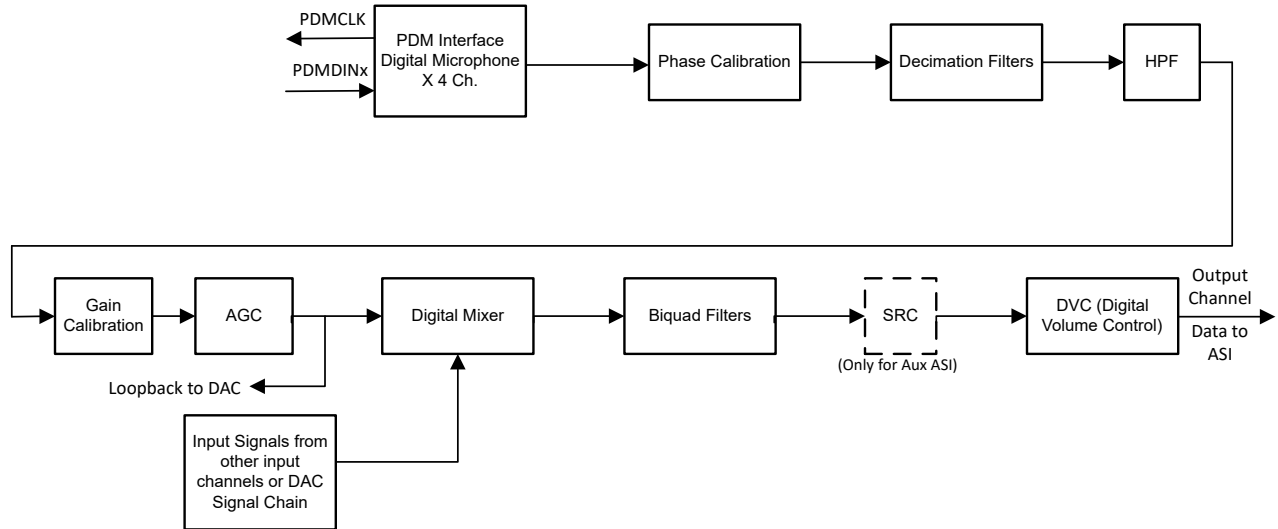 PDMCLK
PDMDINx
PDM Interface
Digital Microphone
X 4 Ch.
Phase Calibration
Decimation Filters
HPF
Gain
Calibration
AGC
Loopback to DAC
Digital Mixer
Input Signals from
other input
channels or DAC
Signal Chain
Biquad Filters
SRC
(Only for Aux ASI)
DVC (Digital
Volume Control)
Output
Channel
Data to
ASI